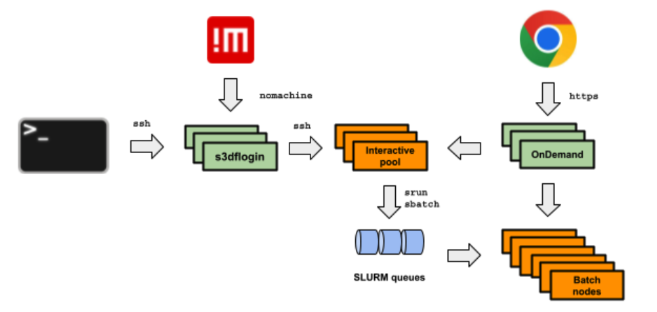 !M
nomachine
https
>_
ssh
s3dflogin
ssh
Interactive
pool
OnDemand
srun
sbatch
SLURM queues
Batch
nodes